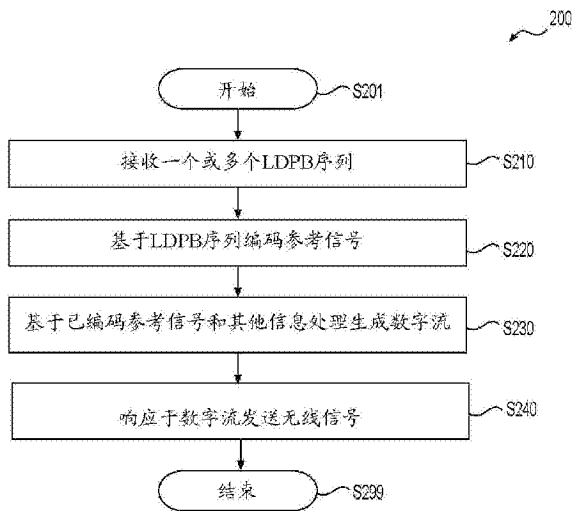 200
开始
S201
接收一个或多个LDPB序列
S210
基于LDPB序列编码参考信号
S220
基于已编码参考信号和其他信息处理生成数字流
S230
响应于数字流发送无线信号
S240
结束
S299